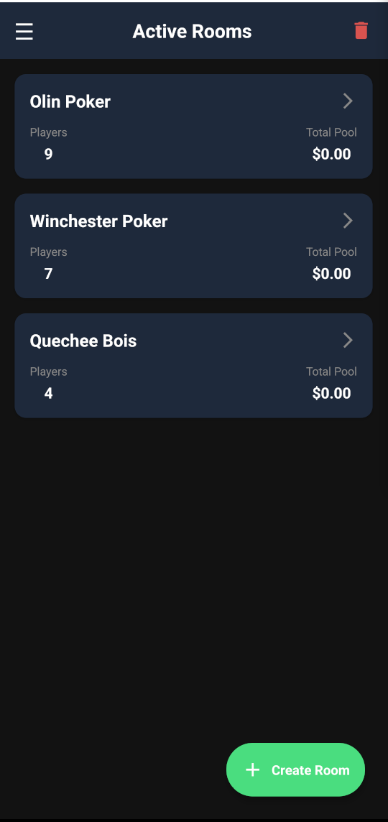 Active Rooms
Olin Poker
Players Total Pool
9 $0.00
Winchester Poker
Players Total Pool
7 $0.00
Quechee Bois
Players Total Pool
4 $0.00
+ Create Room